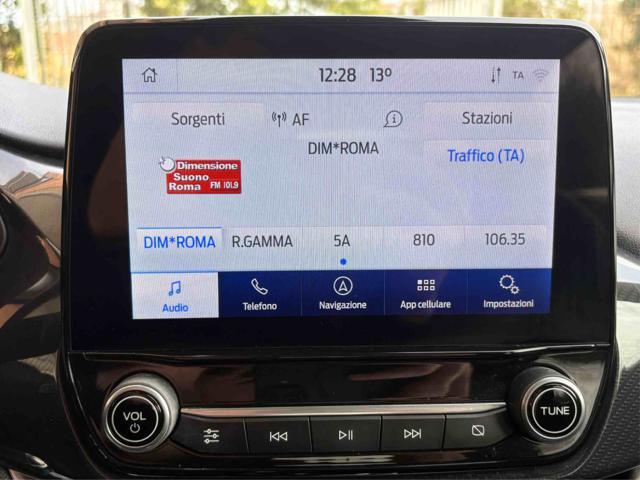 12:28 13° TA
Sorgenti AF i Stazioni
DIM*ROMA
Traffico (TA)
Dimensione
Suono
Roma FM 101.9
DIM*ROMA R.GAMMA 5A 810 106.35
Audio Telefono Navigazione App cellulare Impostazioni
VOL TUNE